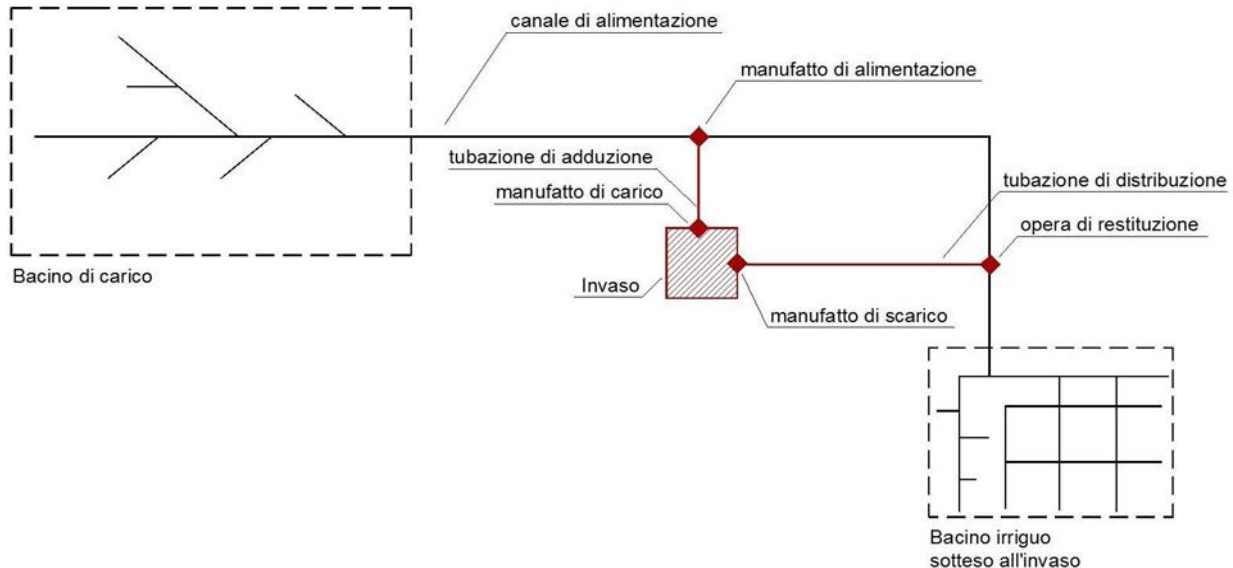 canale di alimentazione
manufatto di alimentazione
tubazione di adduzione
manufatto di carico
tubazione di distribuzione
opera di restituzione
Bacino di carico
Invaso
manufatto di scarico
Bacino irriguo
sotteso all'invaso